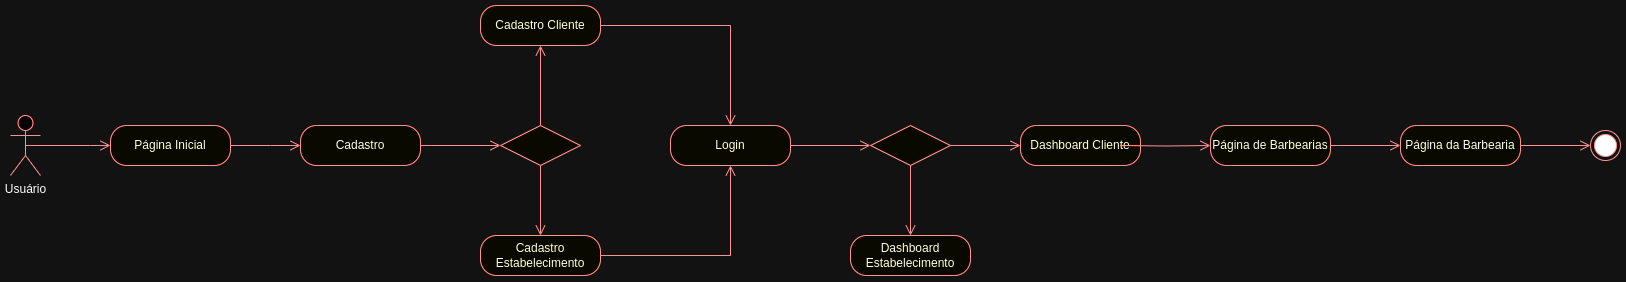 Usuário
Página Inicial
Cadastro
Cadastro Cliente
Cadastro
Estabelecimento
Login
Dashboard Cliente
Dashboard
Estabelecimento
Página de Barbearias
Página da Barbearia